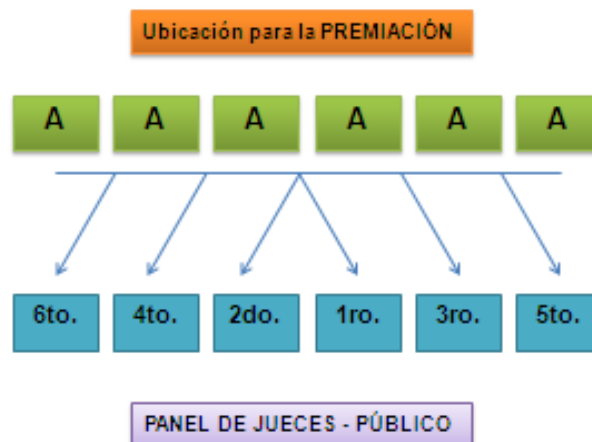 Ubicación para la PREMIACIÓN
A A A A A A
6to. 4to. 2do. 1ro. 3ro. 5to.
PANEL DE JUECES - PÚBLICO